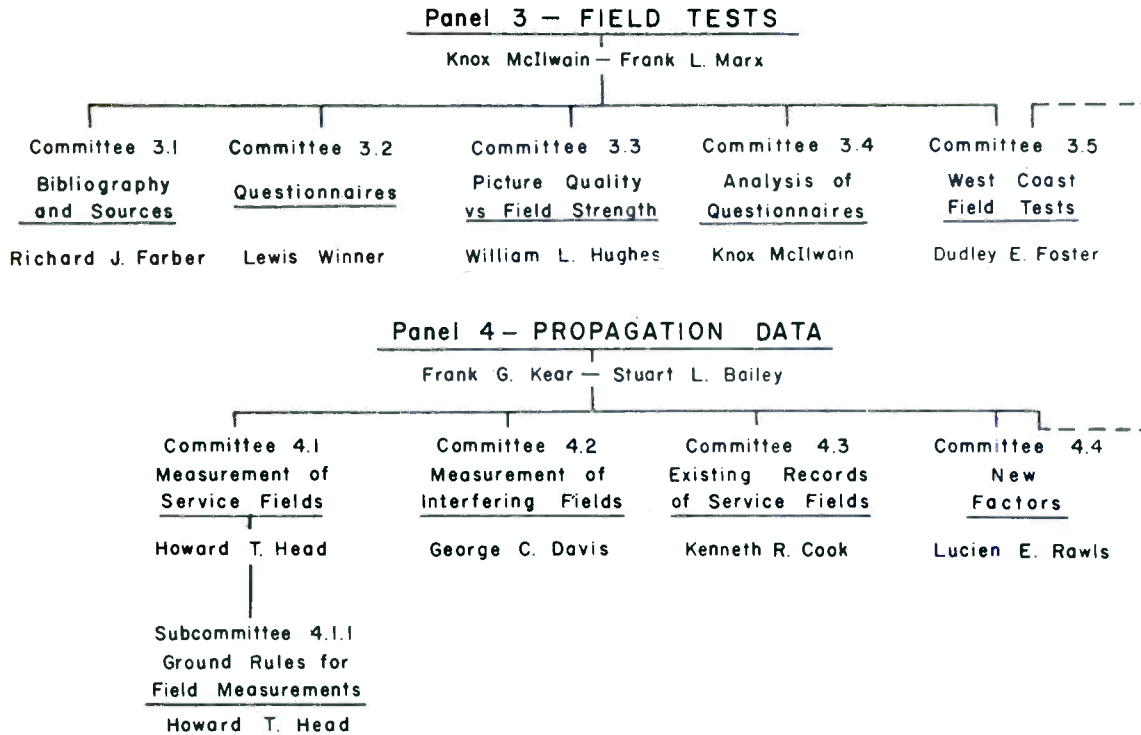 Panel 3 — FIELD TESTS
Knox McIlwain — Frank L. Marx
Committee 3.1
Bibliography
and Sources
Richard J. Farber
Committee 3.2
Questionnaires
Lewis Winner
Committee 3.3
Picture Quality
vs Field Strength
William L. Hughes
Committee 3.4
Analysis of
Questionnaires
Knox McIlwain
Committee 3.5
West Coast
Field Tests
Dudley E. Foster
Panel 4 — PROPAGATION DATA
Frank G. Kear — Stuart L. Bailey
Committee 4.1
Measurement of
Service Fields
Howard T. Head
Subcommittee 4.1.1
Ground Rules for
Field Measurements
Howard T. Head
Committee 4.2
Measurement of
Interfering Fields
George C. Davis
Committee 4.3
Existing Records
of Service Fields
Kenneth R. Cook
Committee 4.4
New
Factors
Lucien E. Rawls